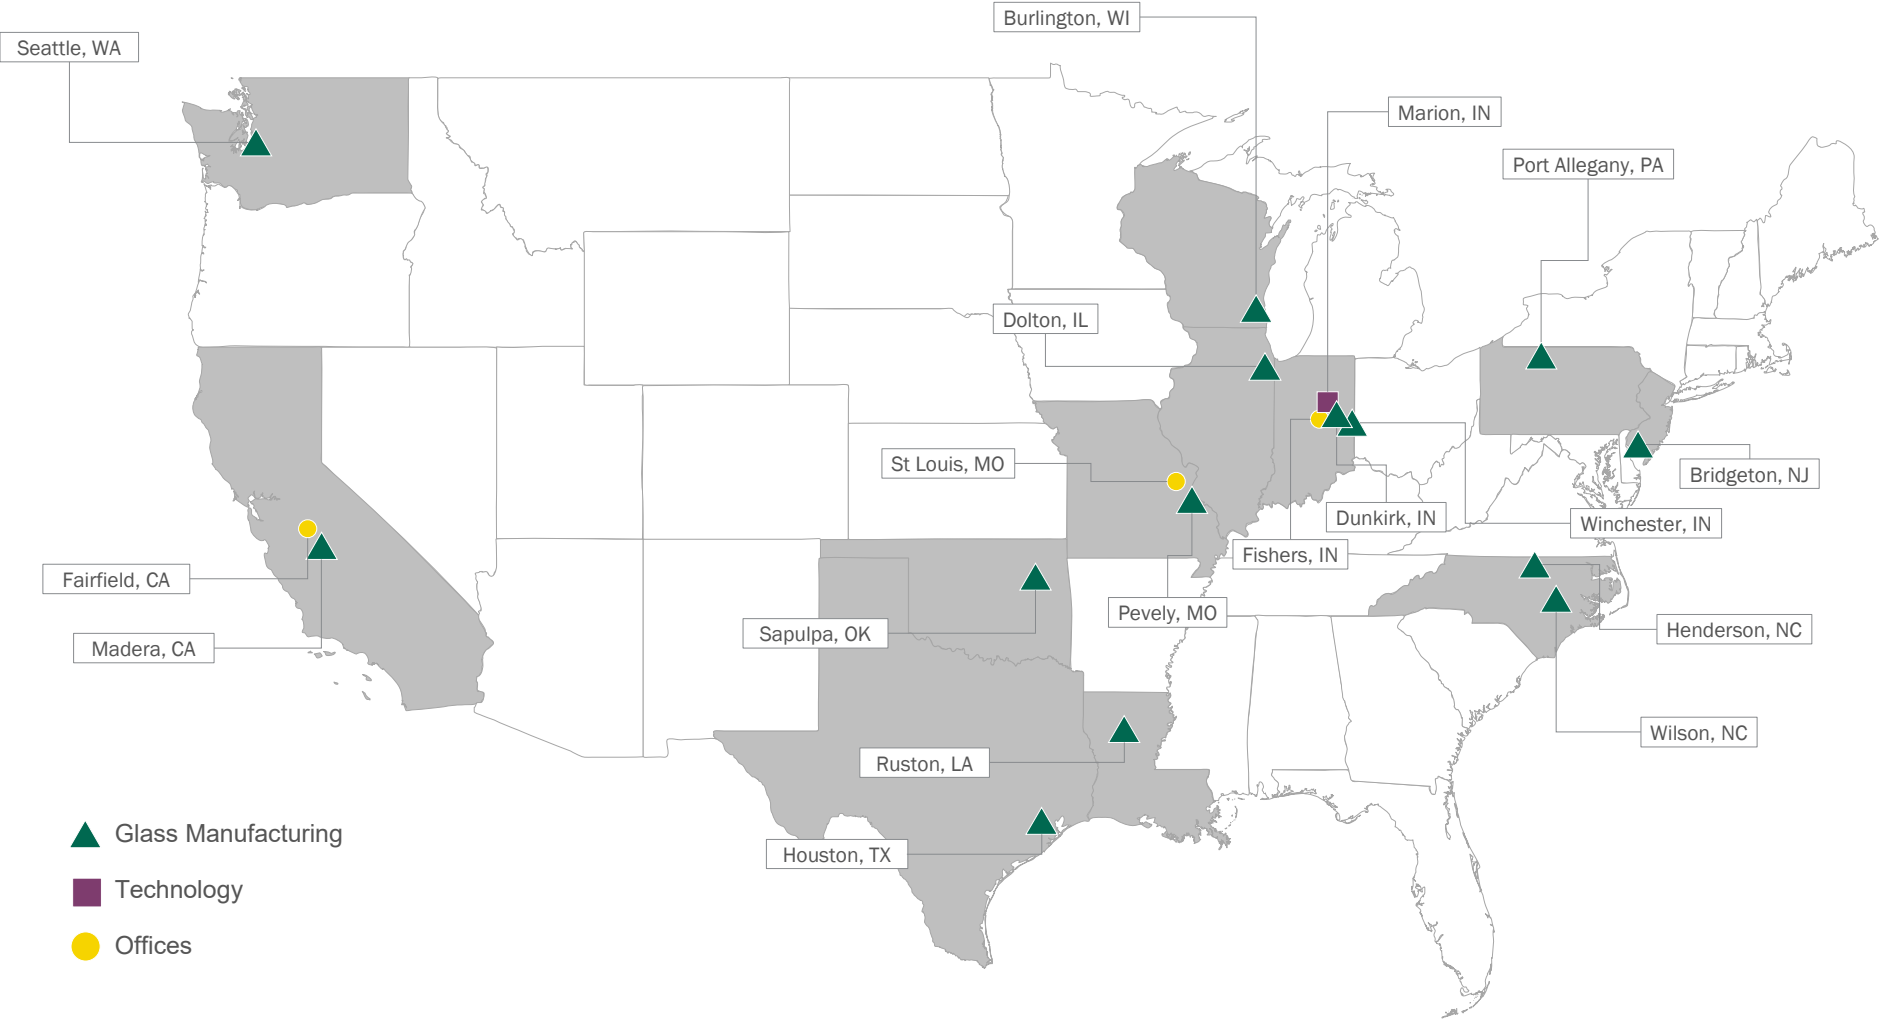 Burlington, WI
Seattle, WA
Marion, IN
Port Allegany, PA
Dolton, IL
St Louis, MO
Bridgeton, NJ
Dunkirk, IN
Winchester, IN
Fishers, IN
Fairfield, CA
Pevely, MO
Sapulpa, OK
Henderson, NC
Madera, CA
Wilson, NC
Ruston, LA
Houston, TX
Glass Manufacturing
Technology
Offices